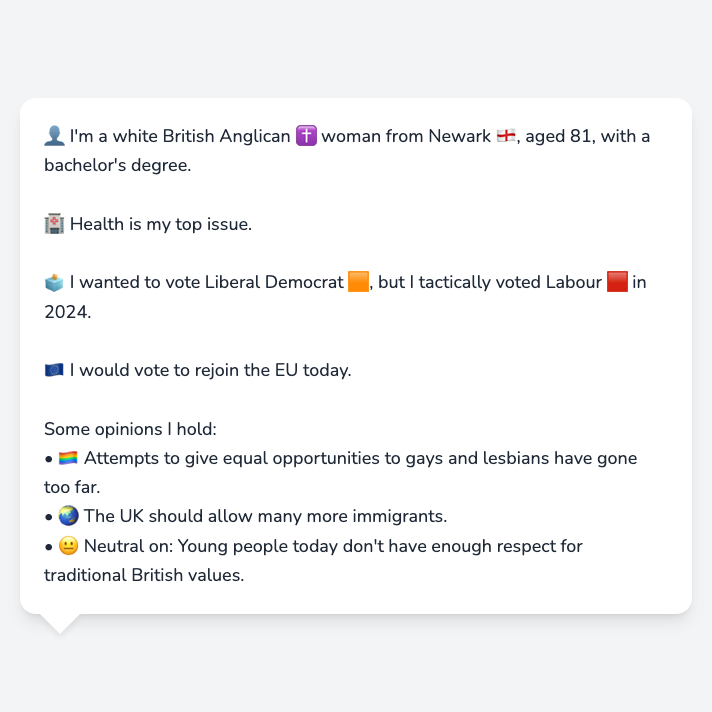 👤 I'm a white British Anglican ✝️ woman from Newark 🏴󠁧󠁢󠁥󠁮󠁧󠁿, aged 81, with a
bachelor's degree.
🏥 Health is my top issue.
🗳️ I wanted to vote Liberal Democrat 🟧, but I tactically voted Labour 🟥 in
2024.
🇪🇺 I would vote to rejoin the EU today.
Some opinions I hold:
• 🏳️‍🌈 Attempts to give equal opportunities to gays and lesbians have gone
too far.
• 🌏 The UK should allow many more immigrants.
• 😐 Neutral on: Young people today don't have enough respect for
traditional British values.